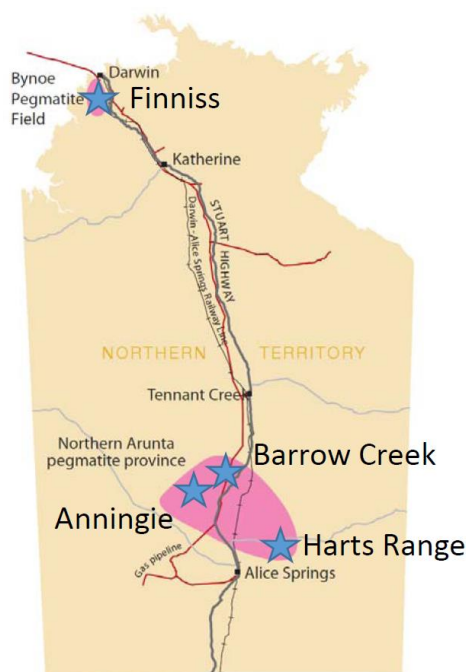 Darwin
Bynoe
Pegmatite
Field
Finniss
Katherine
STUART HIGHWAY
Darwin - Alice Springs Railway Line
NORTHERN TERRITORY
Tennant Creek
Northern Arunta
pegmatite province
Barrow Creek
Anningie
Harts Range
Gas pipeline
Alice Springs